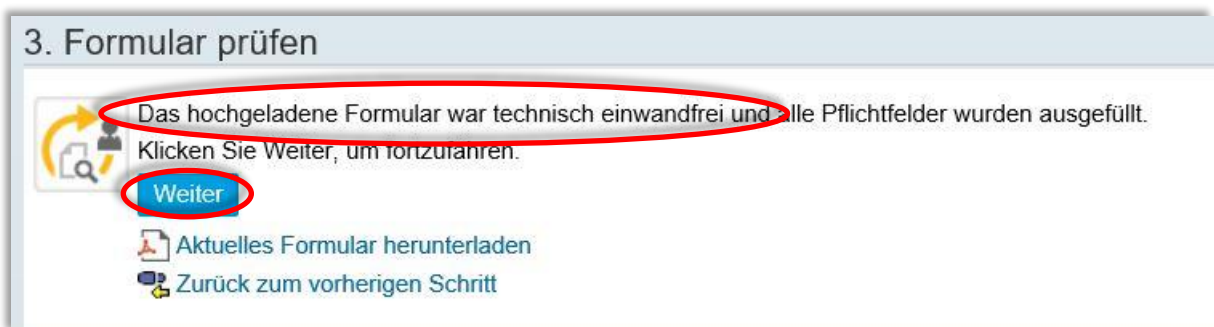 3. Formular prüfen
Das hochgeladene Formular war technisch einwandfrei und alle Pflichtfelder wurden ausgefüllt.
Klicken Sie Weiter, um fortzufahren.
Weiter
Aktuelles Formular herunterladen
Zurück zum vorherigen Schritt